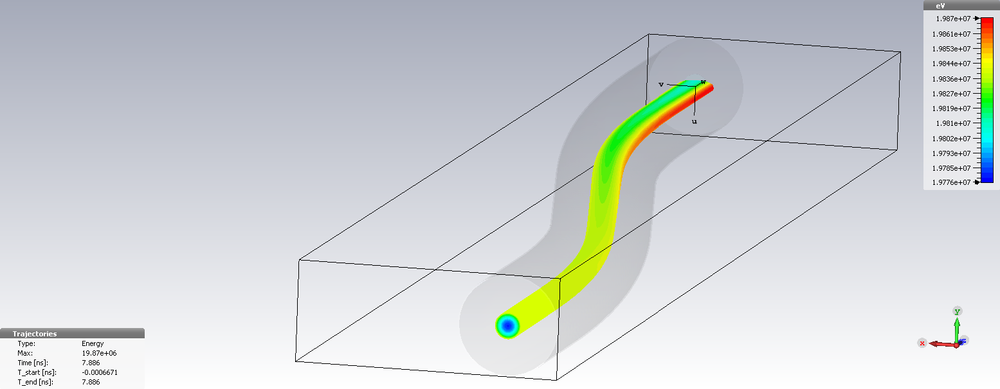 eV
1.987e+07
1.9861e+07
1.9853e+07
1.9844e+07
1.9836e+07
1.9827e+07
1.9819e+07
1.981e+07
1.9802e+07
1.9793e+07
1.9785e+07
1.9776e+07
v
w
u
y
x
z
Trajectories
Type: Energy
Max: 19.87e+06
Time [ns]: 7.886
T_start [ns]: -0.0006671
T_end [ns]: 7.886